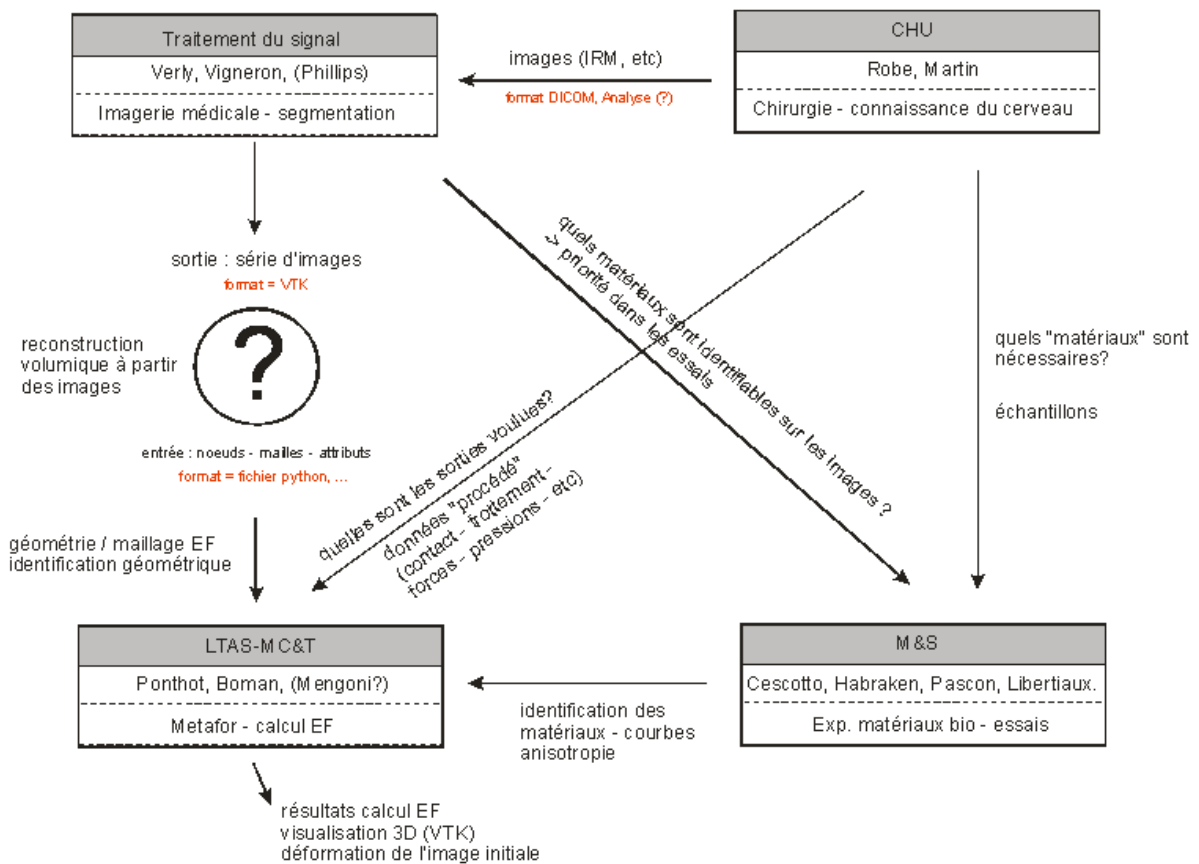 Traitement du signal
Verly, Vigneron, (Phillips)
Imagerie médicale - segmentation
images (IRM, etc)
format DICOM, Analyse (?)
CHU
Robe, Martin
Chirurgie - connaissance du cerveau
sortie : série d'images
format = VTK
reconstruction
volumique à partir
des images
?
entrée : noeuds - mailles - attributs
format = fichier python, ...
géométrie / maillage EF
identification géométrique
quels matériaux sont identifiables sur les images ?
-> priorité dans les essais
quelles sont les sorties voulues?
données "procédé"
(contact - frottement -
forces - pressions - etc)
quels "matériaux" sont
nécessaires?
échantillons
LTAS-MC&T
Ponthot, Boman, (Mengoni?)
Metafor - calcul EF
identification des
matériaux - courbes
anisotropie
M&S
Cescotto, Habraken, Pascon, Libertiaux.
Exp. matériaux bio - essais
résultats calcul EF
visualisation 3D (VTK)
déformation de l'image initiale